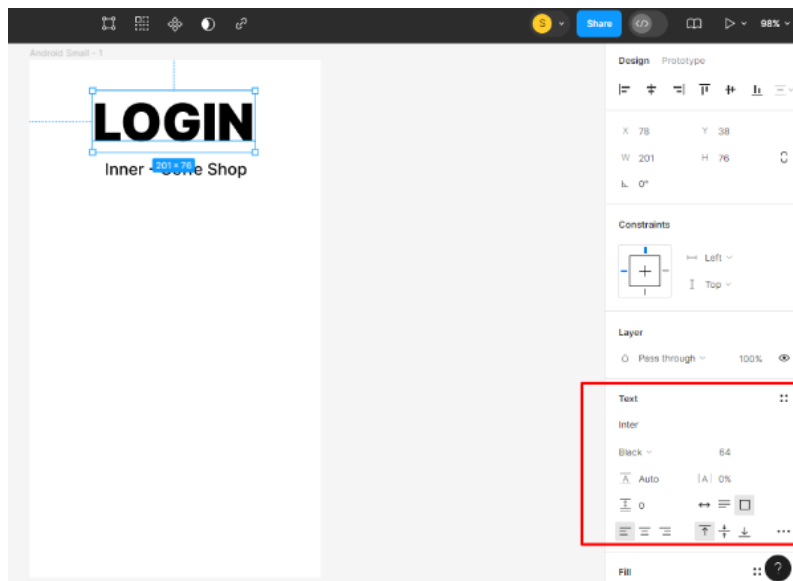 S
Share
98%
Android Small - 1
LOGIN
201 × 76
Inner - Shop
Design Prototype
X 78 Y 38
W 201 H 76
0°
Constraints
Left
Top
Layer
Pass through 100%
Text
Inter
Black 64
A Auto |A| 0%
0
Fill
?